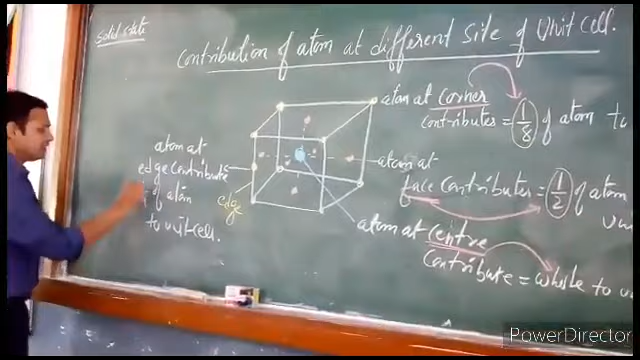 Solid state
Contribution of atom at different site of Unit cell.
atom at corner
contributes = 1/8 of atom to
atom at
edge contribute
of atom
to unit cell.
edge
atom at
face contributes = 1/2 of atom
atom at centre
Contribute = whole to
PowerDirector